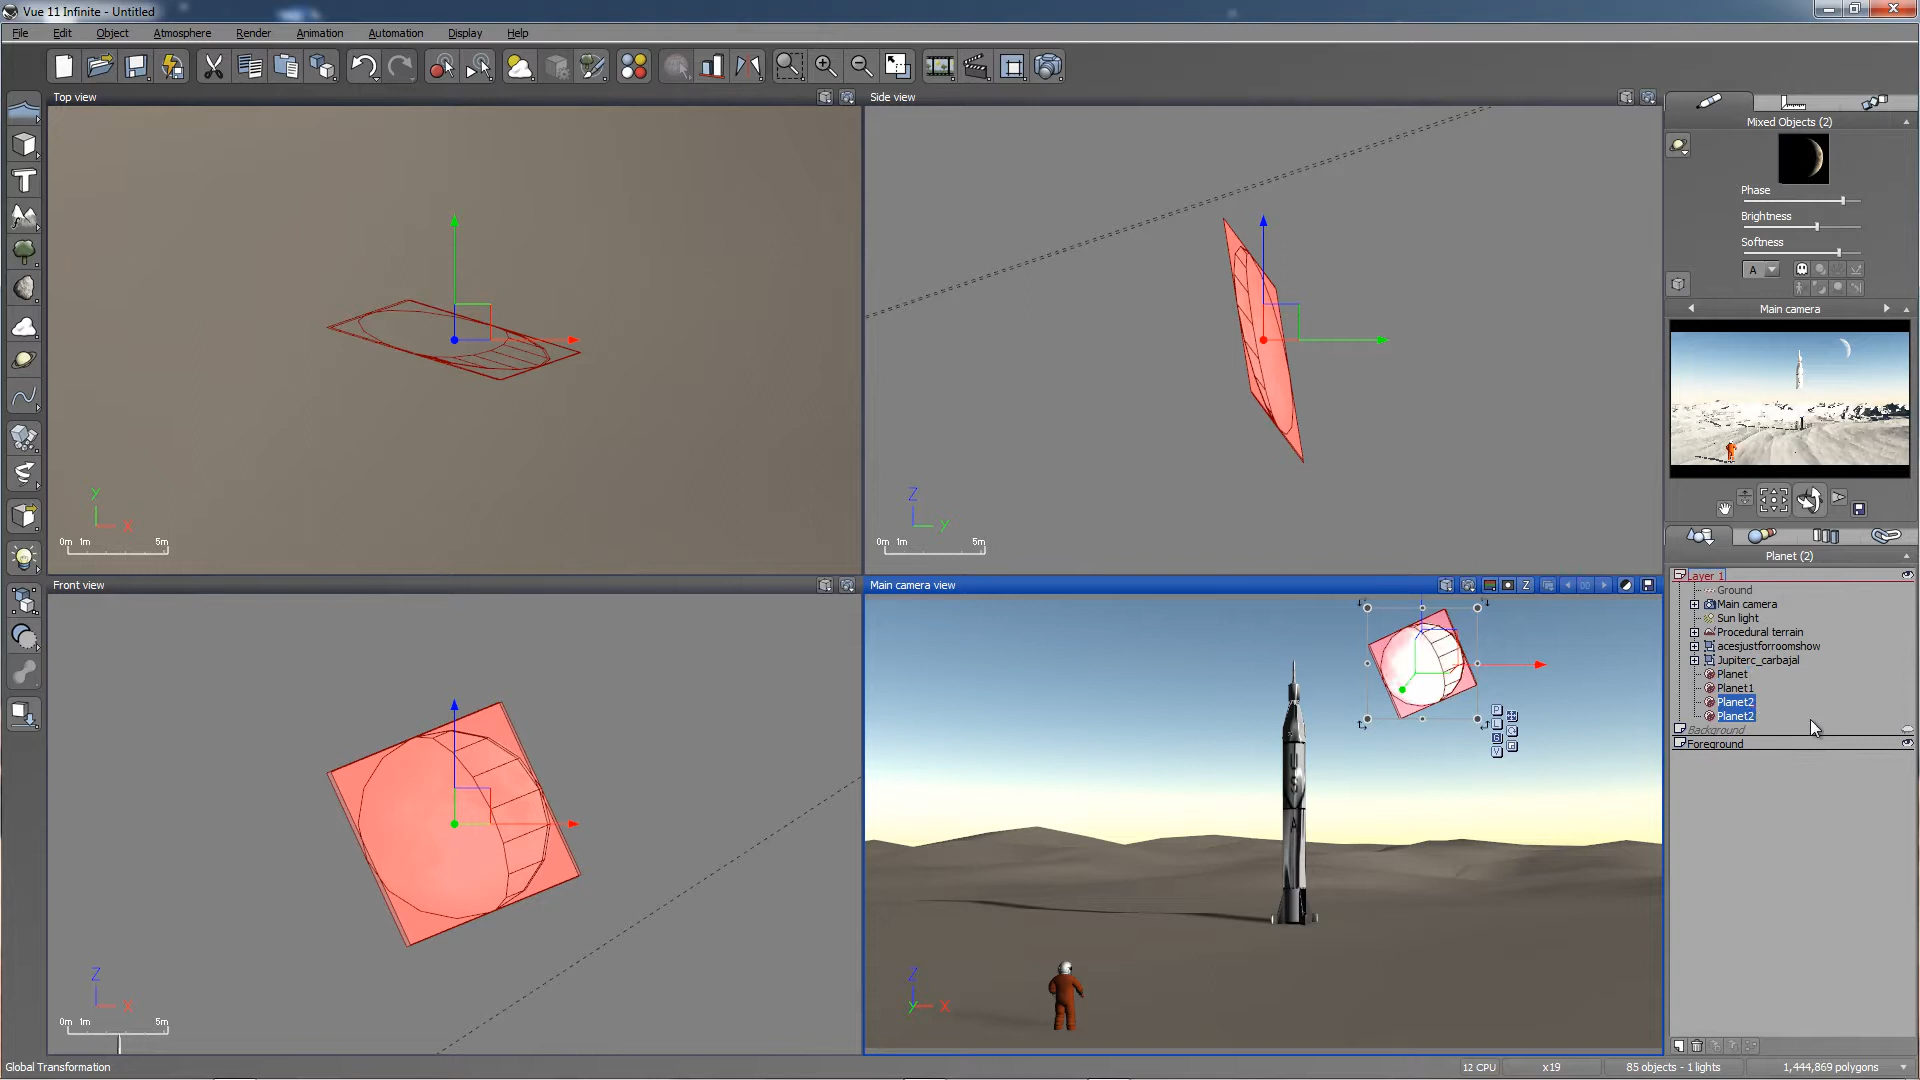 Vue 11 Infinite - Untitled
File Edit Object Atmosphere Render Animation Automation Display Help
Top view
Side view
Mixed Objects (2)
Phase
Brightness
Softness
A
Main camera
Y
X
0m 1m 5m
Z
Y
0m 1m 5m
Planet (2)
Front view
Main camera view
Z
Layer 1
Ground
Main camera
Sun light
Procedural terrain
acesjustforroomshow
Jupiterc_carbajal
Planet
Planet1
Planet2
Planet2
Background
Foreground
P
L
G
V
U S
A
Z
X
0m 1m 5m
Z
Y X
Global Transformation
12 CPU
x19
85 objects - 1 lights
1,444,869 polygons